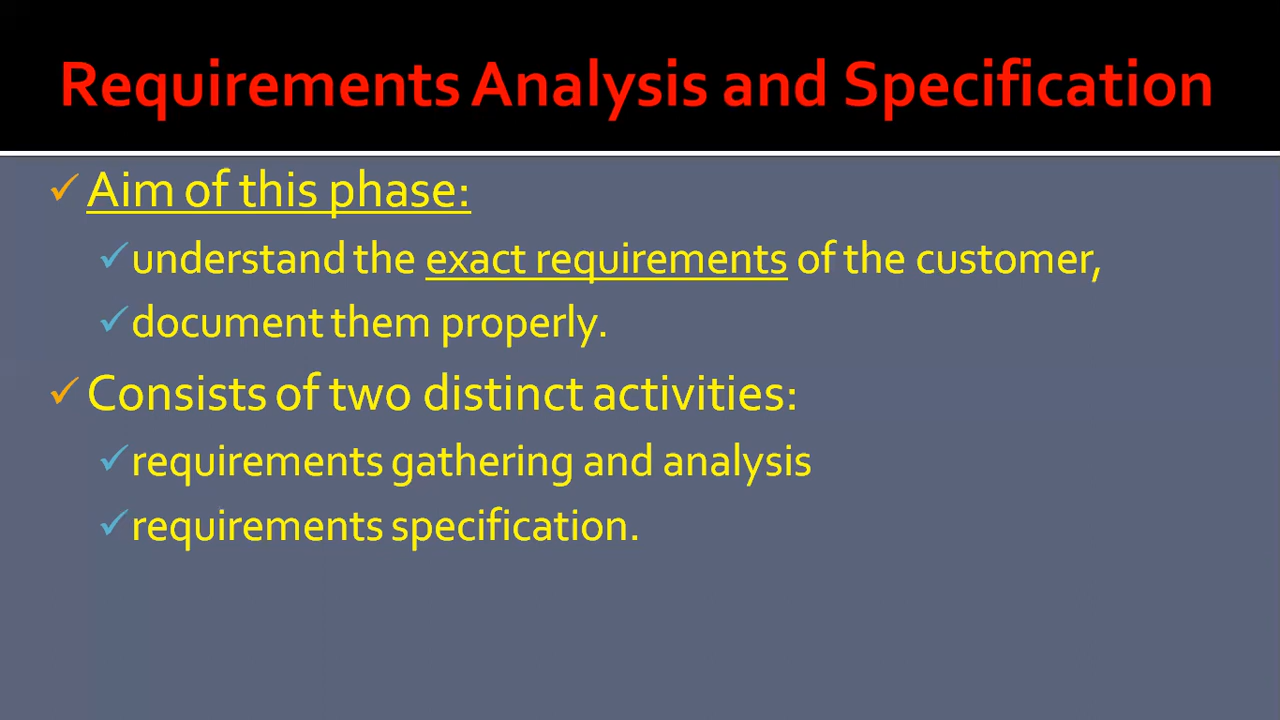 Requirements Analysis and Specification
✓ Aim of this phase:
✓ understand the exact requirements of the customer,
✓ document them properly.
✓ Consists of two distinct activities:
✓ requirements gathering and analysis
✓ requirements specification.